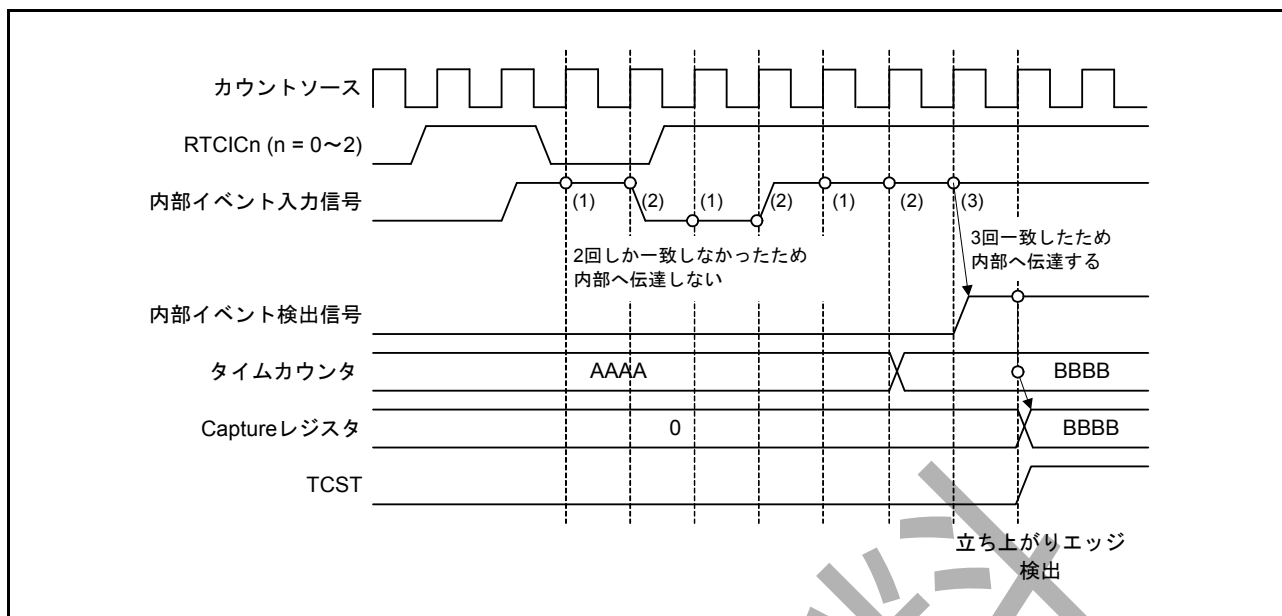 カウントソース
RTCICn (n = 0～2)
内部イベント入力信号
(1) (2) (1) (2) (1) (2) (3)
2回しか一致しなかったため
内部へ伝達しない
3回一致したため
内部へ伝達する
内部イベント検出信号
タイムカウンタ
AAAA
BBBB
Captureレジスタ
0
BBBB
TCST
立ち上がりエッジ
検出